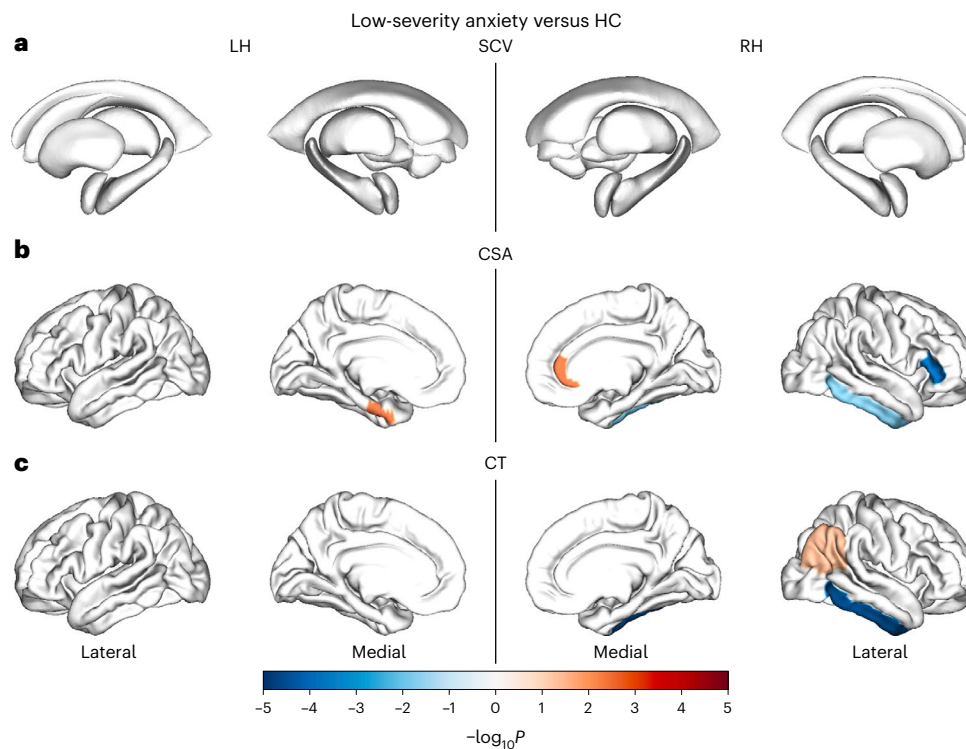 Low-severity anxiety versus HC
a
LH
SCV
RH
b
CSA
c
CT
Lateral
Medial
Medial
Lateral
–5 –4 –3 –2 –1 0 1 2 3 4 5
–log10P